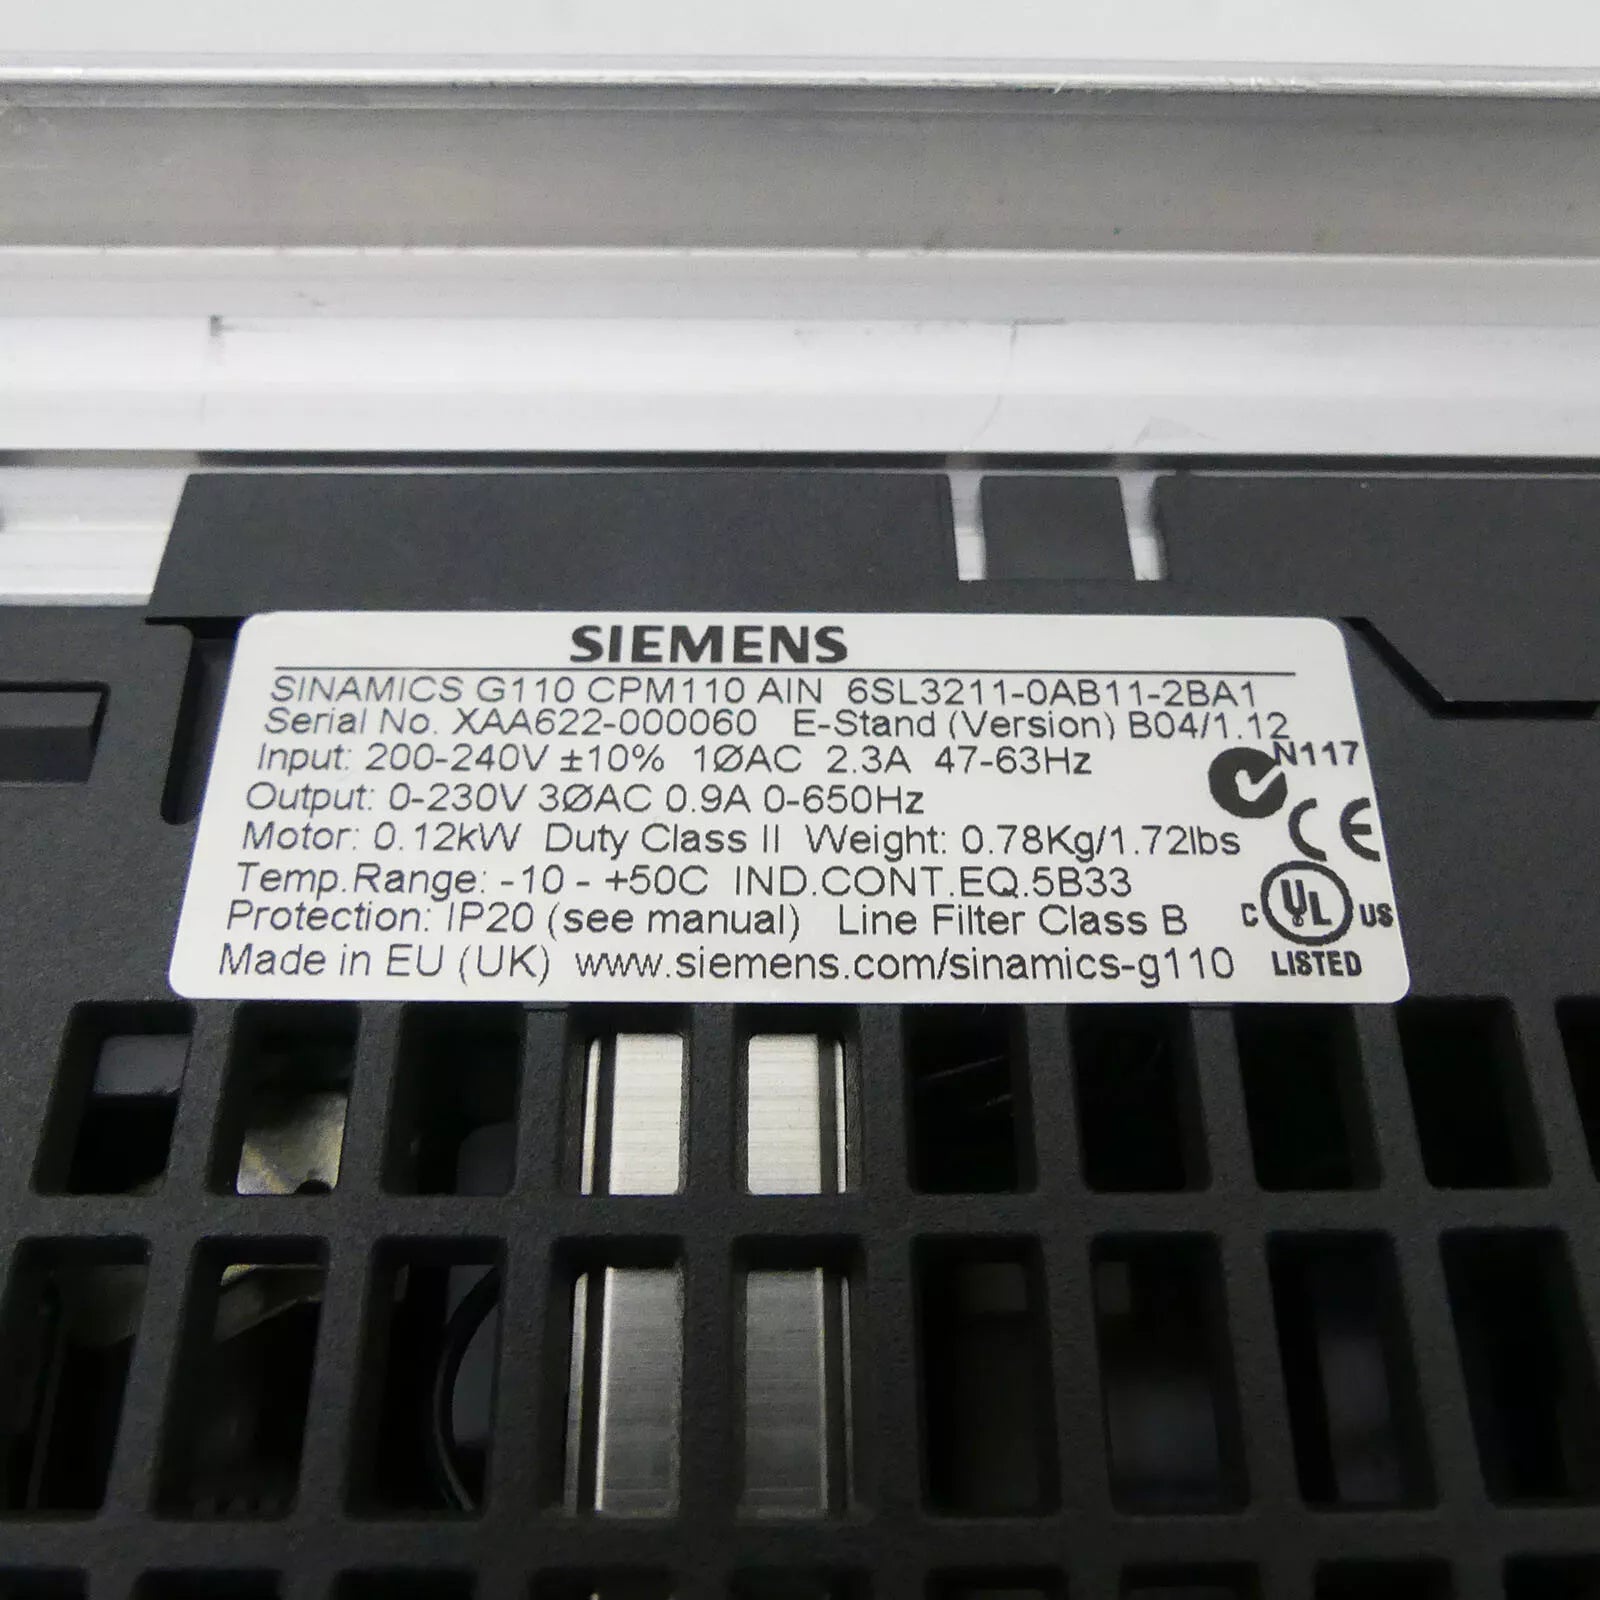 SIEMENS
SINAMICS G110 CPM110 AIN 6SL3211-0AB11-2BA1
Serial No. XAA622-000060 E-Stand (Version) B04/1.12
Input: 200-240V ±10% 1ØAC 2.3A 47-63Hz
N117
Output: 0-230V 3ØAC 0.9A 0-650Hz
CE
Motor: 0.12kW Duty Class II Weight: 0.78Kg/1.72lbs
Temp.Range: -10 - +50C IND.CONT.EQ.5B33
Protection: IP20 (see manual) Line Filter Class B
C UL US
Made in EU (UK) www.siemens.com/sinamics-g110
LISTED